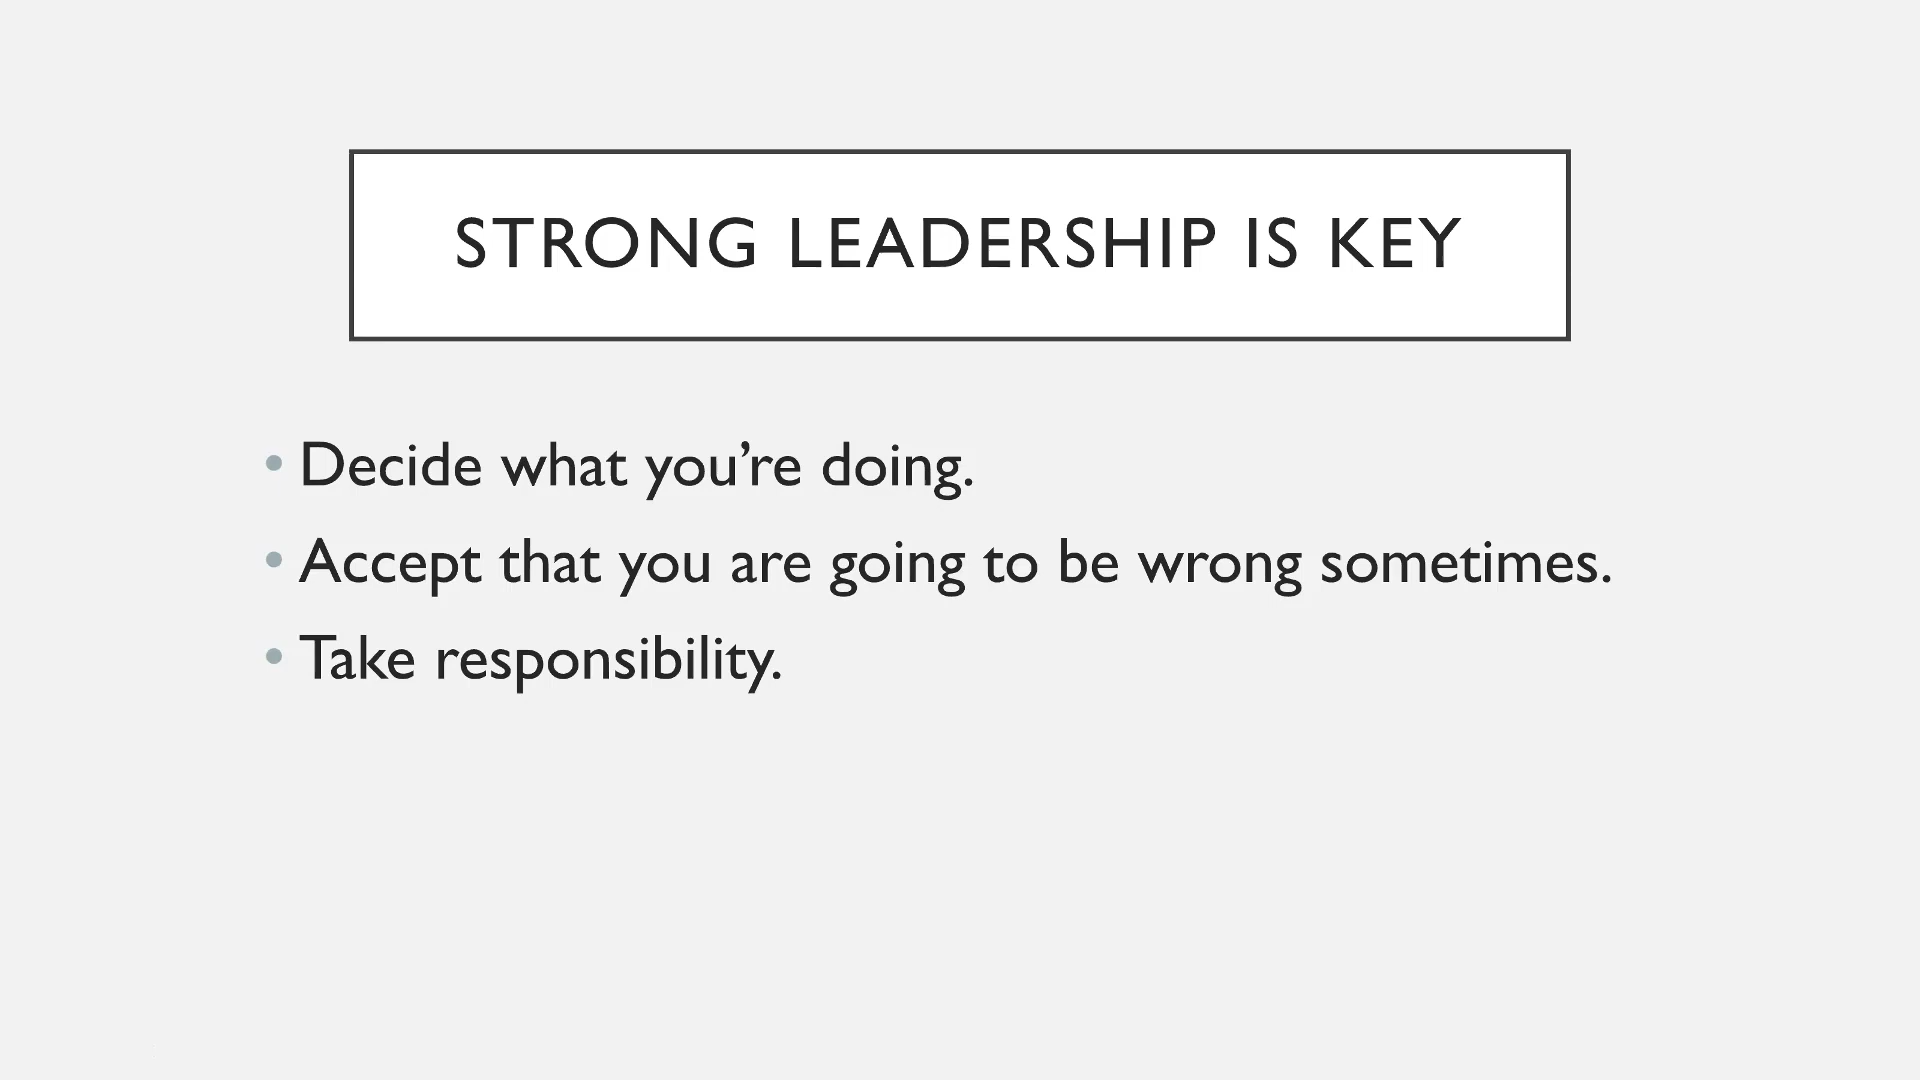 STRONG LEADERSHIP IS KEY
• Decide what you’re doing.
• Accept that you are going to be wrong sometimes.
• Take responsibility.